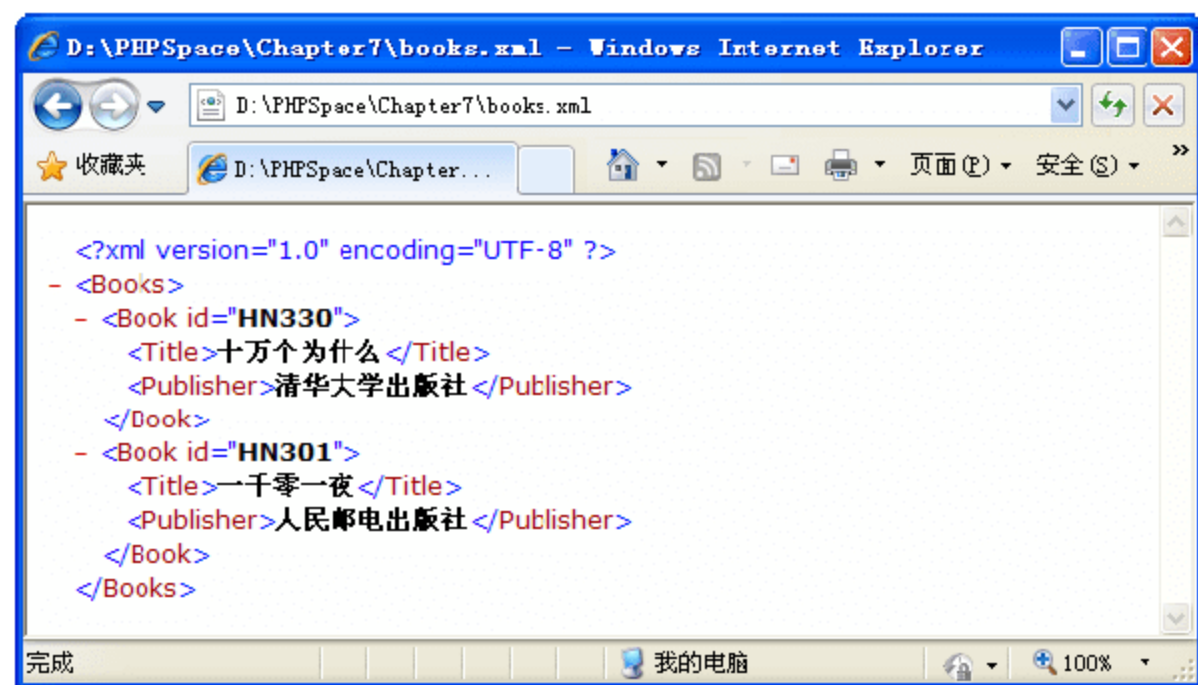 D:\PHPSpace\Chapter7\books.xml - Windows Internet Explorer
D:\PHPSpace\Chapter7\books.xml
收藏夹 D:\PHPSpace\Chapter... 页面(P) 安全(S) »
<?xml version="1.0" encoding="UTF-8" ?>
- <Books>
- <Book id="HN330">
<Title>十万个为什么</Title>
<Publisher>清华大学出版社</Publisher>
</Book>
- <Book id="HN301">
<Title>一千零一夜</Title>
<Publisher>人民邮电出版社</Publisher>
</Book>
</Books>
完成 我的电脑 100%